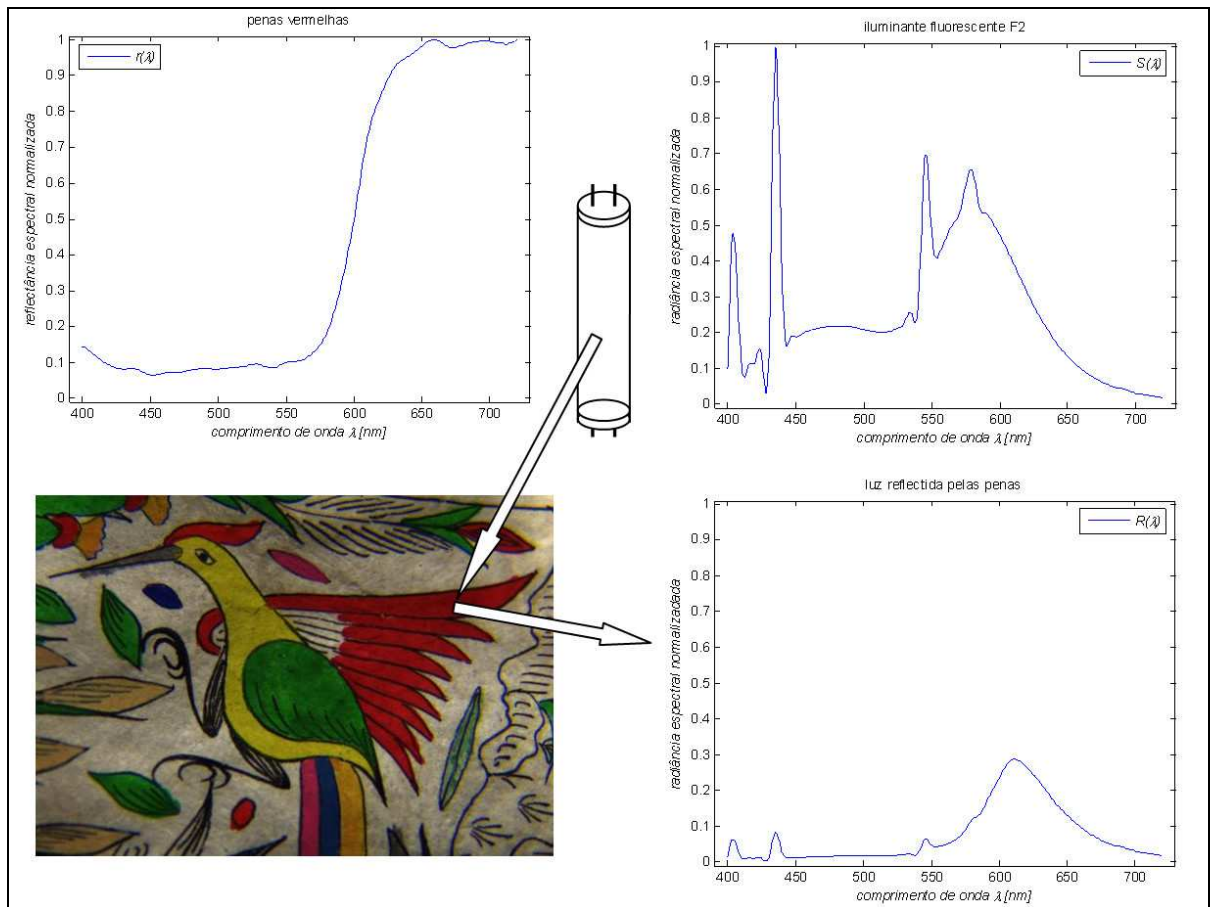 penas vermelhas
r(λ)
1
0.9
0.8
0.7
0.6
0.5
0.4
0.3
0.2
0.1
0
reflectância espectral normalizada
400 450 500 550 600 650 700
comprimento de onda λ [nm]
iluminante fluorescente F2
S(λ)
1
0.9
0.8
0.7
0.6
0.5
0.4
0.3
0.2
0.1
0
radiância espectral normalizada
400 450 500 550 600 650 700
comprimento de onda λ [nm]
luz reflectida pelas penas
R(λ)
1
0.9
0.8
0.7
0.6
0.5
0.4
0.3
0.2
0.1
0
radiância espectral normalizadada
400 450 500 550 600 650 700
comprimento de onda λ [nm]